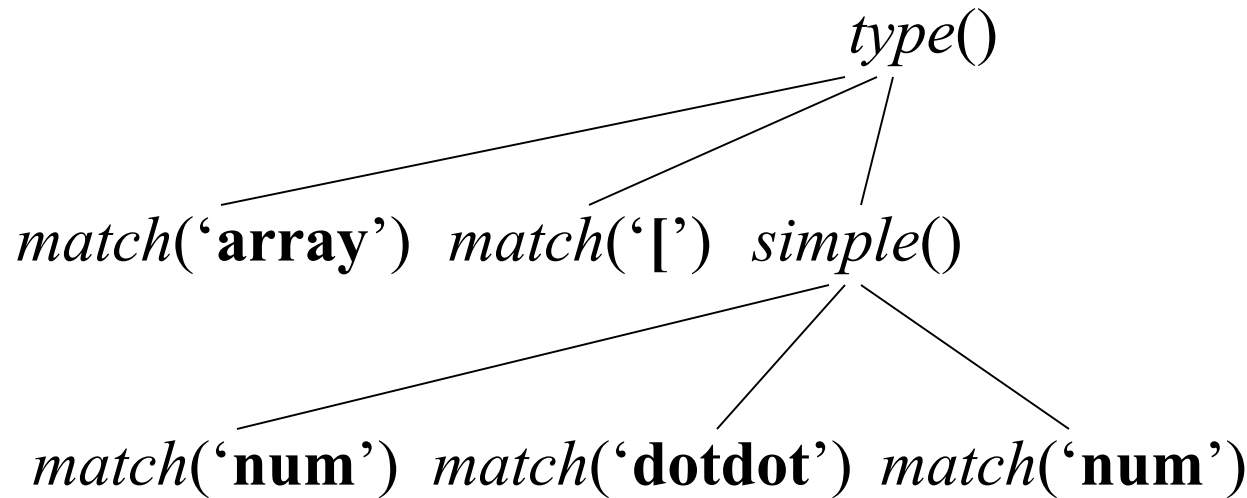 type()
match(‘array’) match(‘[’) simple()
match(‘num’) match(‘dotdot’) match(‘num’)